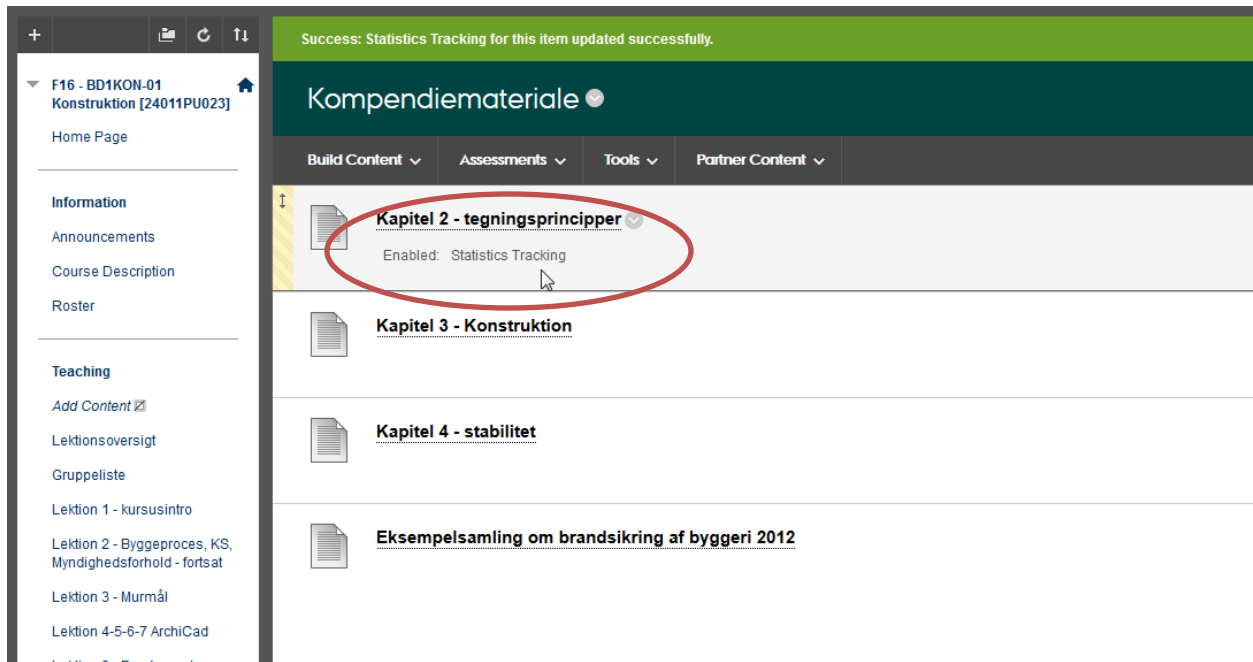 Success: Statistics Tracking for this item updated successfully.
F16 - BD1KON-01
Konstruktion [24011PU023]
Home Page
Information
Announcements
Course Description
Roster
Teaching
Add Content
Lektionsoversigt
Gruppeliste
Lektion 1 - kursusintro
Lektion 2 - Byggeproces, KS,
Myndighedsforhold - fortsat
Lektion 3 - Murmål
Lektion 4-5-6-7 ArchiCad
Kompendiemateriale
Build Content
Assessments
Tools
Partner Content
Kapitel 2 - tegningsprincipper
Enabled: Statistics Tracking
Kapitel 3 - Konstruktion
Kapitel 4 - stabilitet
Eksempelsamling om brandsikring af byggeri 2012